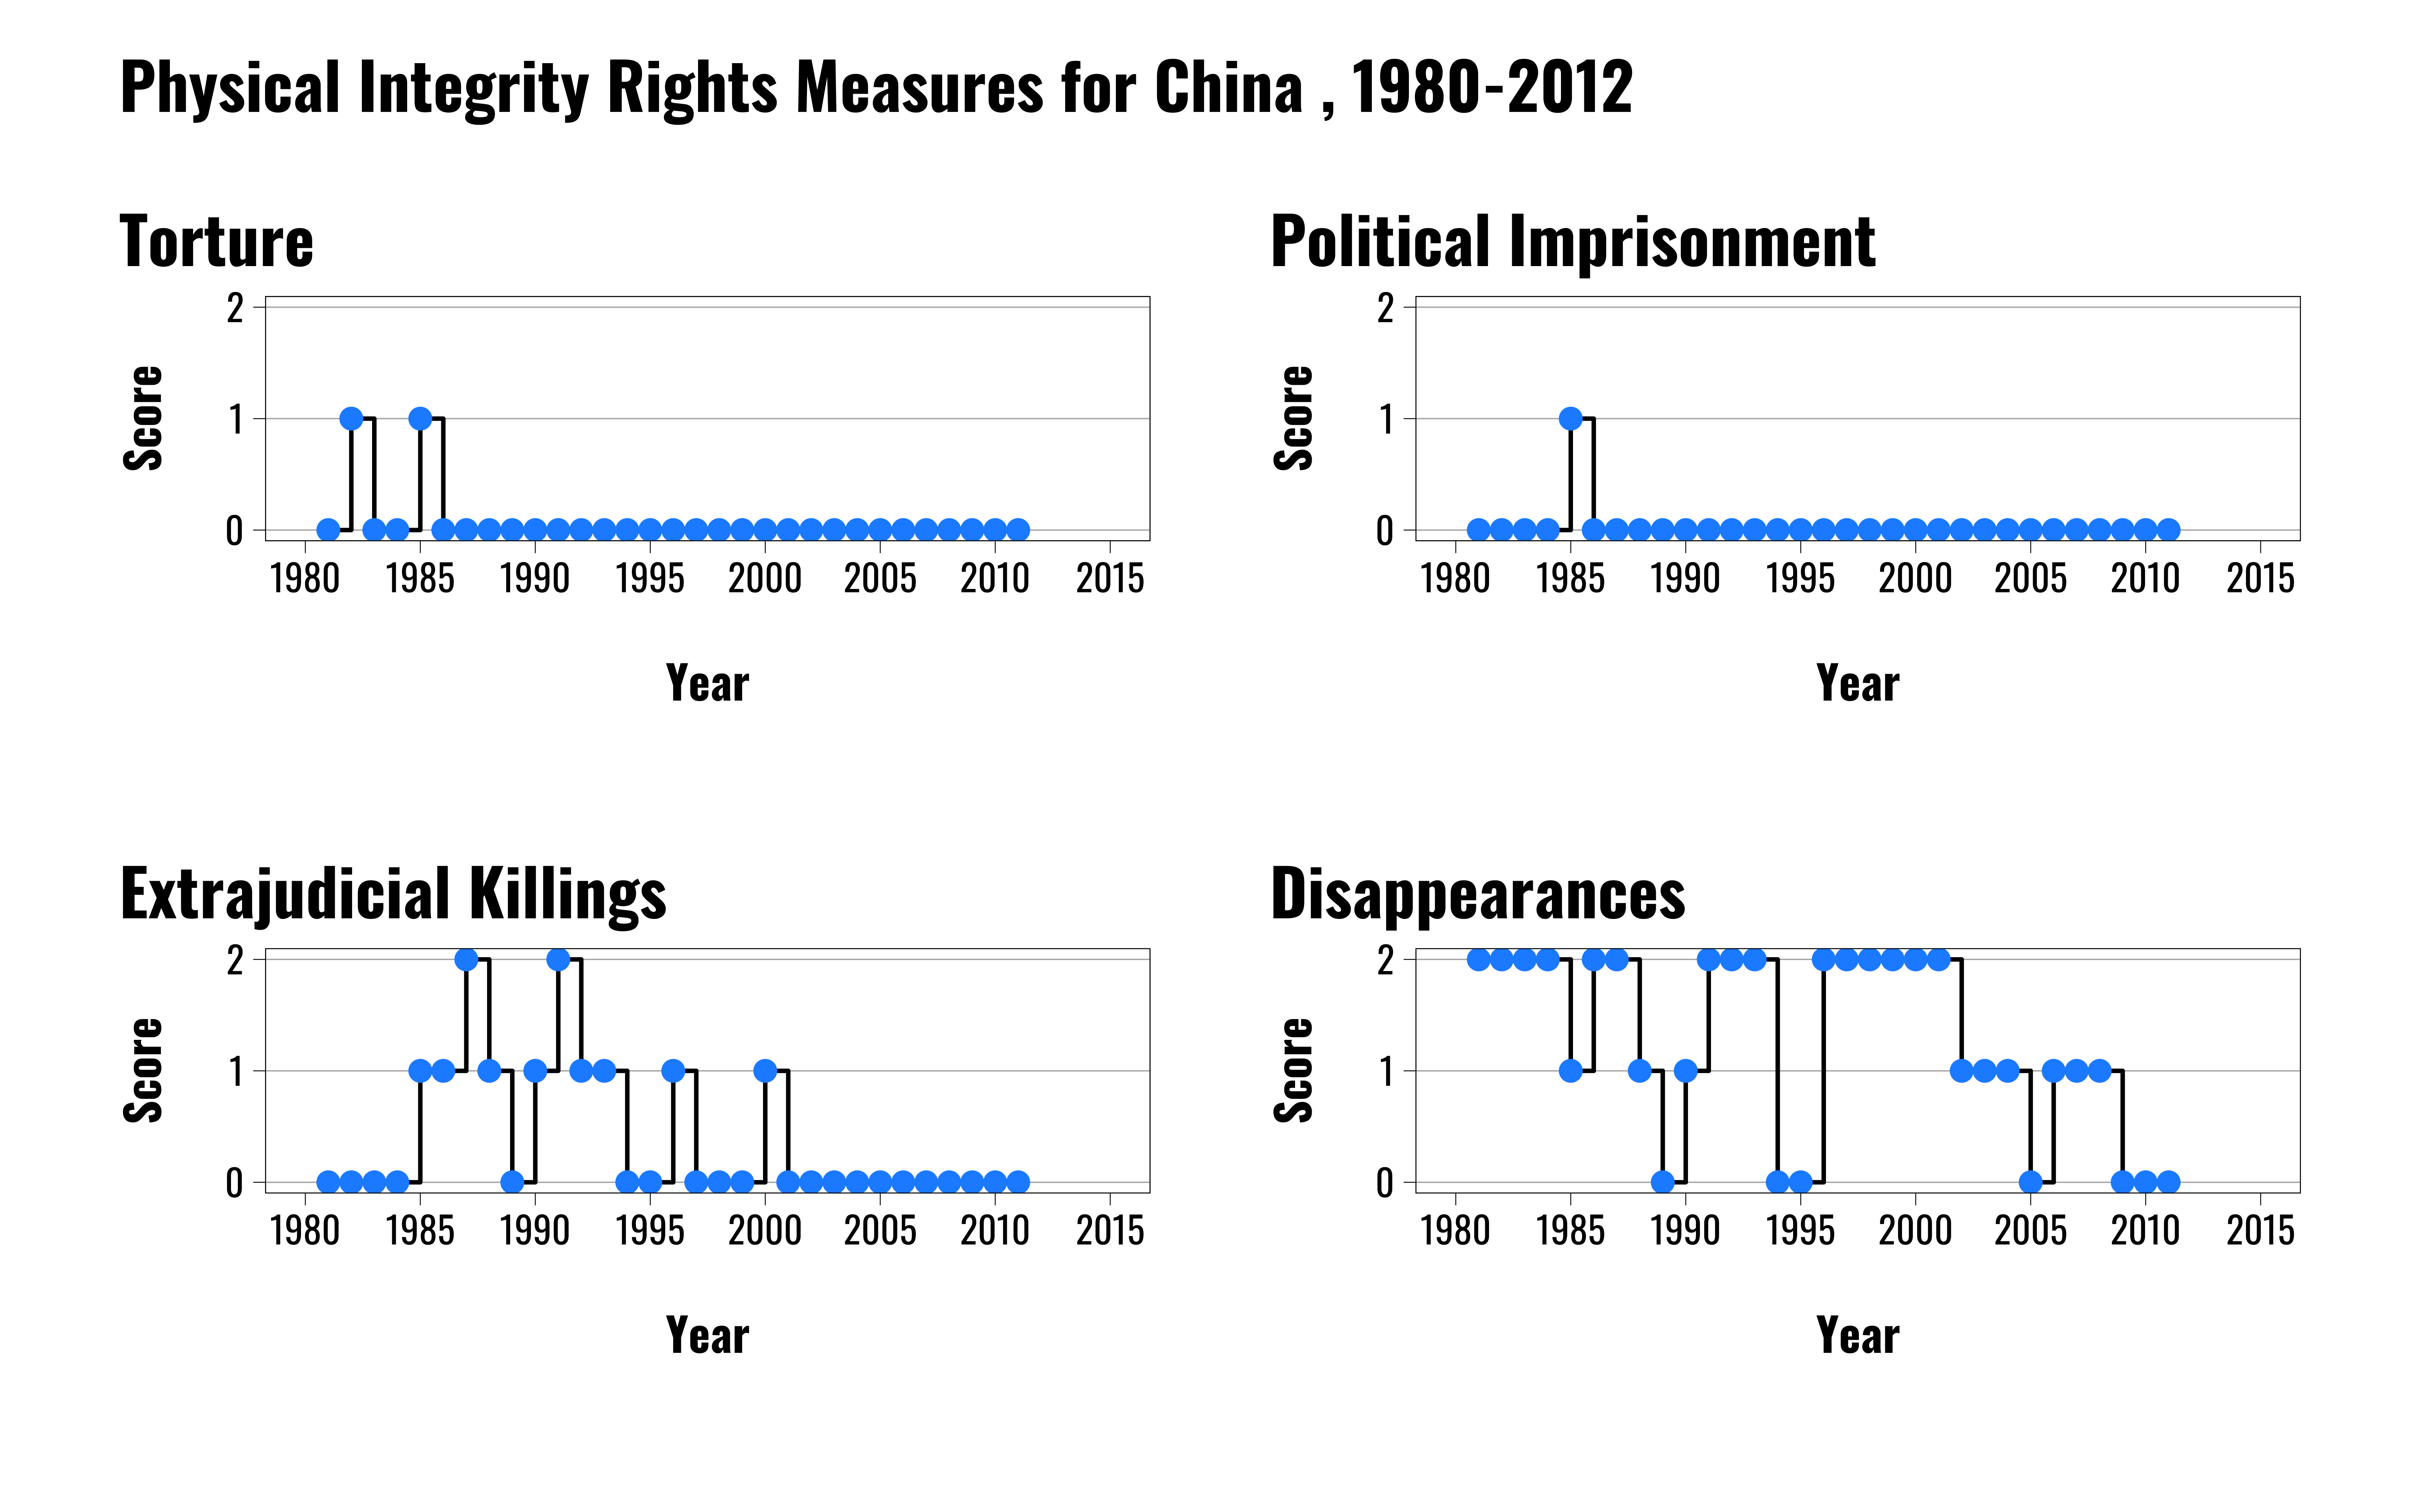 Physical Integrity Rights Measures for China , 1980-2012
Torture
Score
2
1
0
1980 1985 1990 1995 2000 2005 2010 2015
Year
Political Imprisonment
Score
2
1
0
1980 1985 1990 1995 2000 2005 2010 2015
Year
Extrajudicial Killings
Score
2
1
0
1980 1985 1990 1995 2000 2005 2010 2015
Year
Disappearances
Score
2
1
0
1980 1985 1990 1995 2000 2005 2010 2015
Year